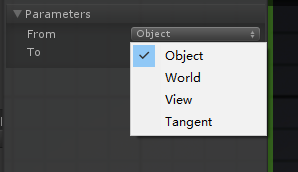 Parameters
From Object
To
Object
World
View
Tangent